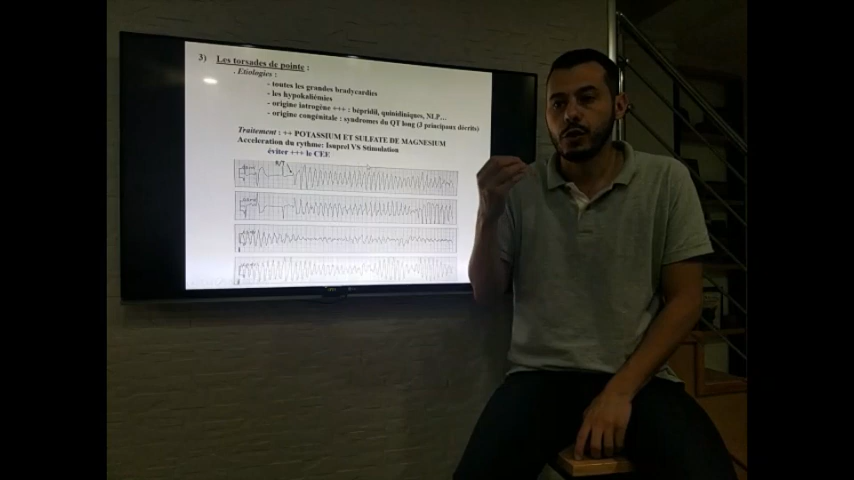 3) Les torsades de pointe :
. Etiologies :
- toutes les grandes bradycardies
- les hypokaliémies
- origine iatrogène +++ : bépridil, quinidiniques, NLP...
- origine congénitale : syndromes du QT long (3 principaux décrits)
Traitement : ++ POTASSIUM ET SULFATE DE MAGNESIUM
Acceleration du rythme: Isuprel VS Stimulation
éviter +++ le CEE
R/T